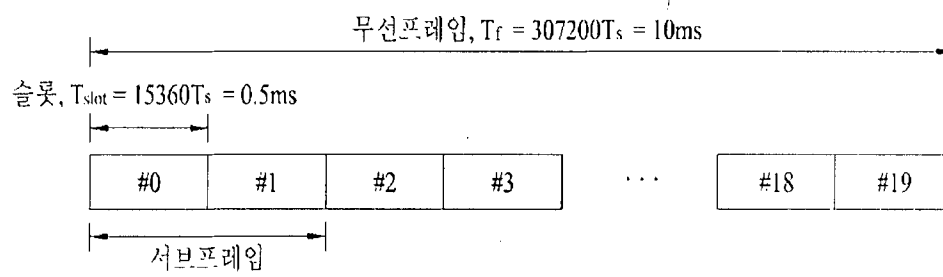 무선프레임, Tf = 307200Ts = 10ms
슬롯, Tslot = 15360Ts = 0.5ms
#0 #1 #2 #3 ... #18 #19
서브프레임